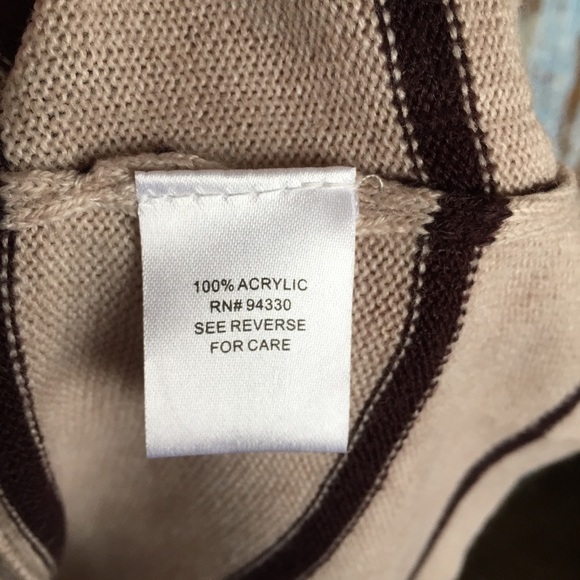 100% ACRYLIC
RN# 94330
SEE REVERSE
FOR CARE